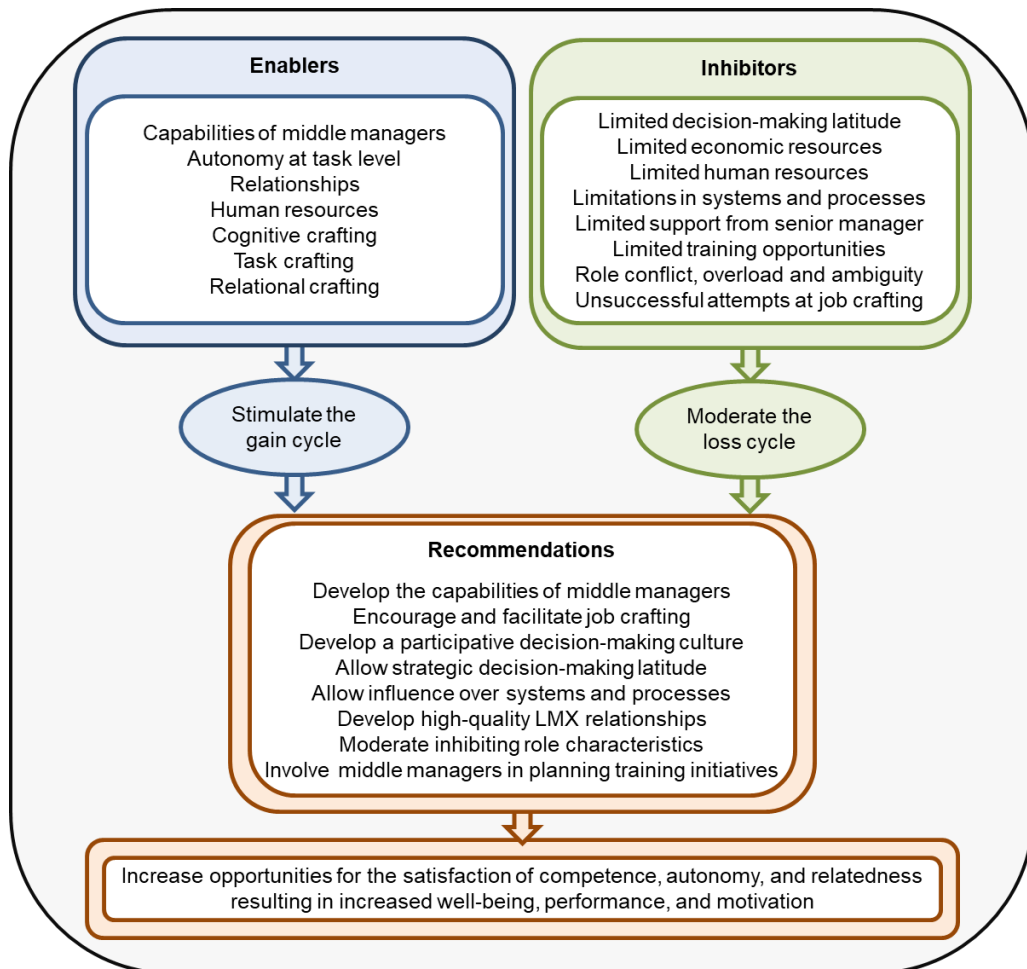 Enablers
Capabilities of middle managers
Autonomy at task level
Relationships
Human resources
Cognitive crafting
Task crafting
Relational crafting
Inhibitors
Limited decision-making latitude
Limited economic resources
Limited human resources
Limitations in systems and processes
Limited support from senior manager
Limited training opportunities
Role conflict, overload and ambiguity
Unsuccessful attempts at job crafting
Stimulate the
gain cycle
Moderate the
loss cycle
Recommendations
Develop the capabilities of middle managers
Encourage and facilitate job crafting
Develop a participative decision-making culture
Allow strategic decision-making latitude
Allow influence over systems and processes
Develop high-quality LMX relationships
Moderate inhibiting role characteristics
Involve middle managers in planning training initiatives
Increase opportunities for the satisfaction of competence, autonomy, and relatedness
resulting in increased well-being, performance, and motivation